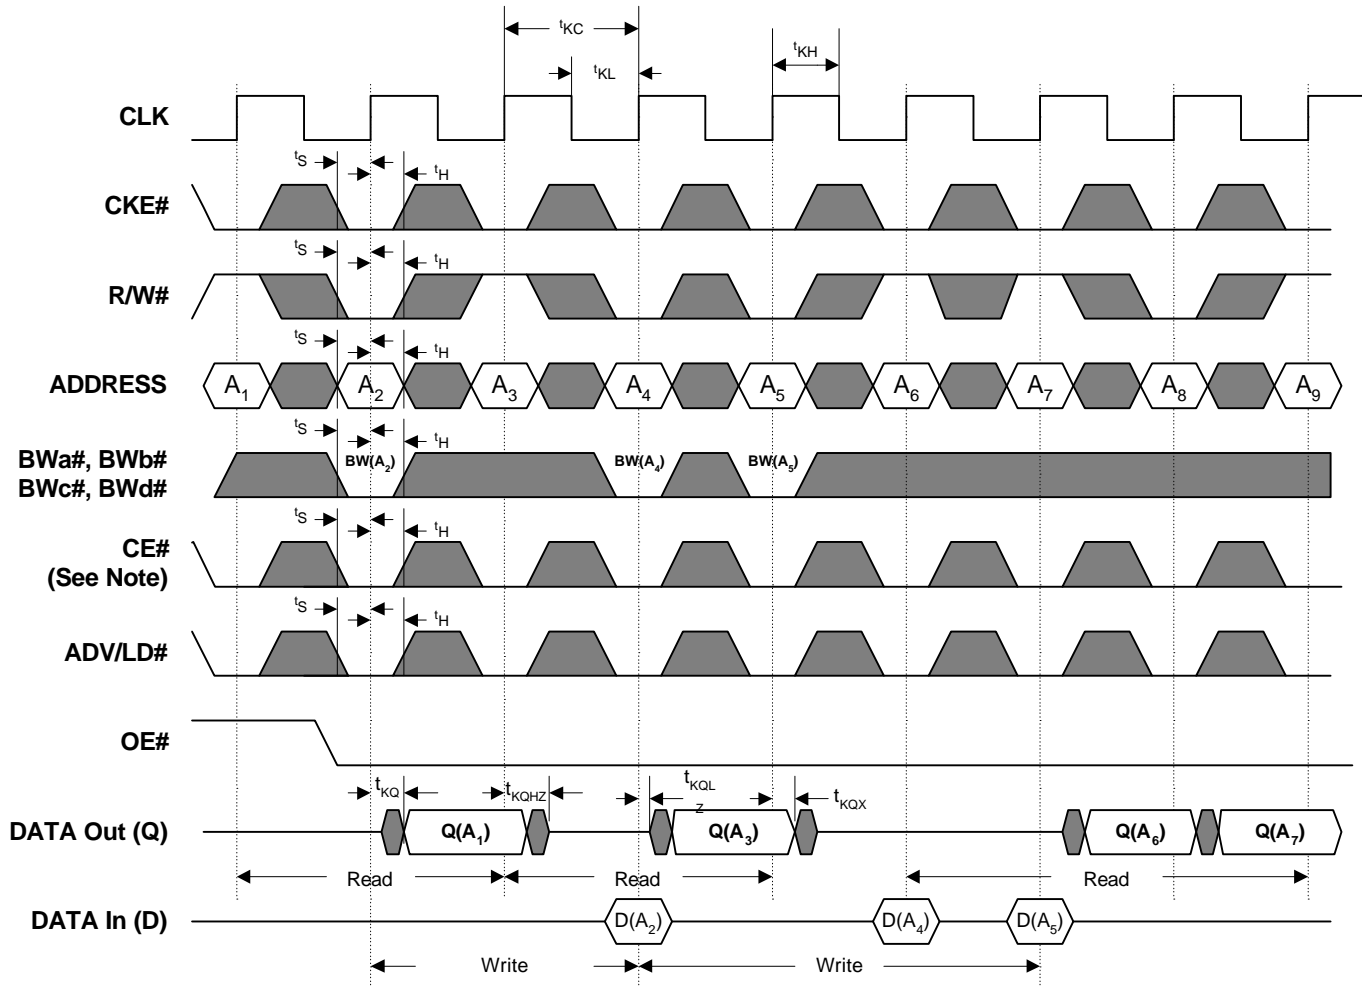 tKC
tKL
tKH
CLK
tS
tH
CKE#
tS
tH
R/W#
tS
tH
ADDRESS
A1 A2 A3 A4 A5 A6 A7 A8 A9
tS
tH
BWa#, BWb#
BWc#, BWd#
BW(A2) BW(A4) BW(A5)
tS
tH
CE#
(See Note)
tS
tH
ADV/LD#
OE#
tKQ
tKQHZ
tKQL
Z
tKQX
DATA Out (Q)
Q(A1) Q(A3) Q(A6) Q(A7)
Read Read Read
DATA In (D)
D(A2) D(A4) D(A5)
Write Write